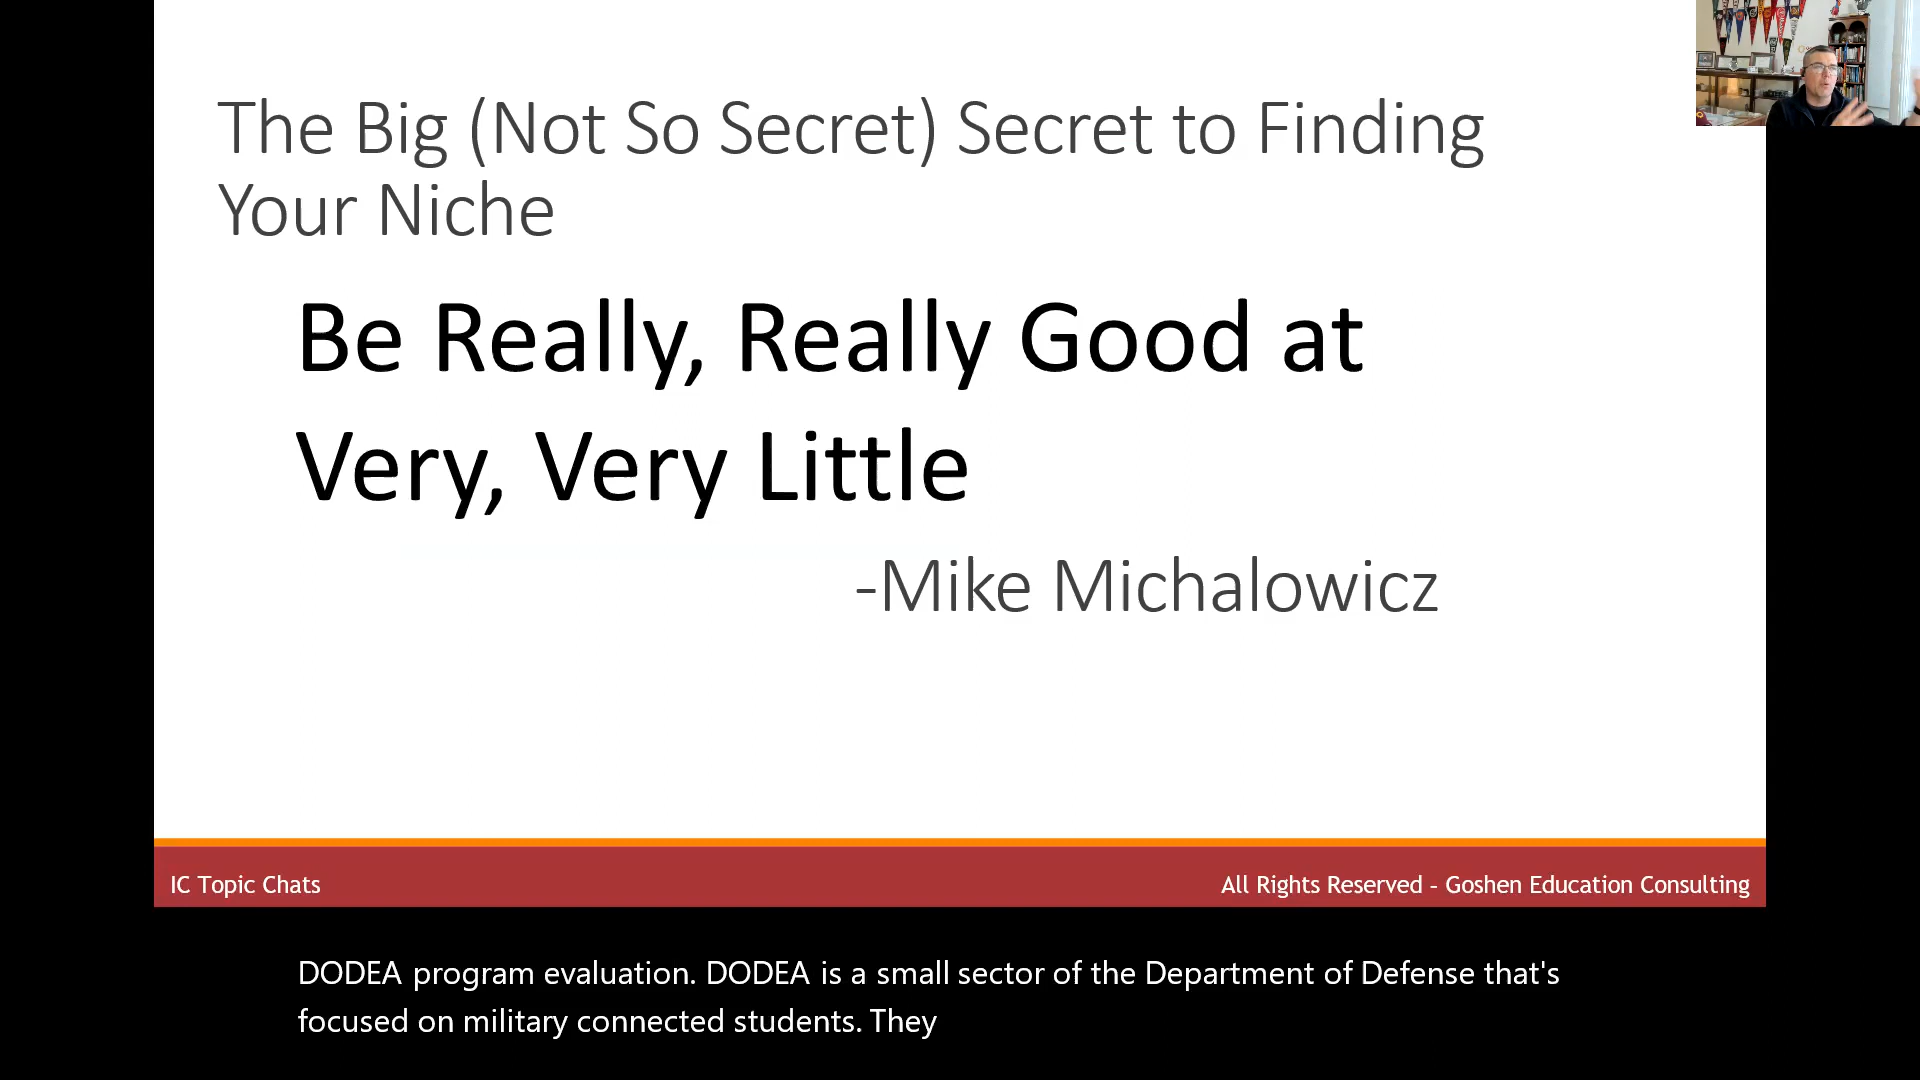 The Big (Not So Secret) Secret to Finding
Your Niche
Be Really, Really Good at
Very, Very Little
-Mike Michalowicz
IC Topic Chats
All Rights Reserved - Goshen Education Consulting
DODEA program evaluation. DODEA is a small sector of the Department of Defense that's
focused on military connected students. They